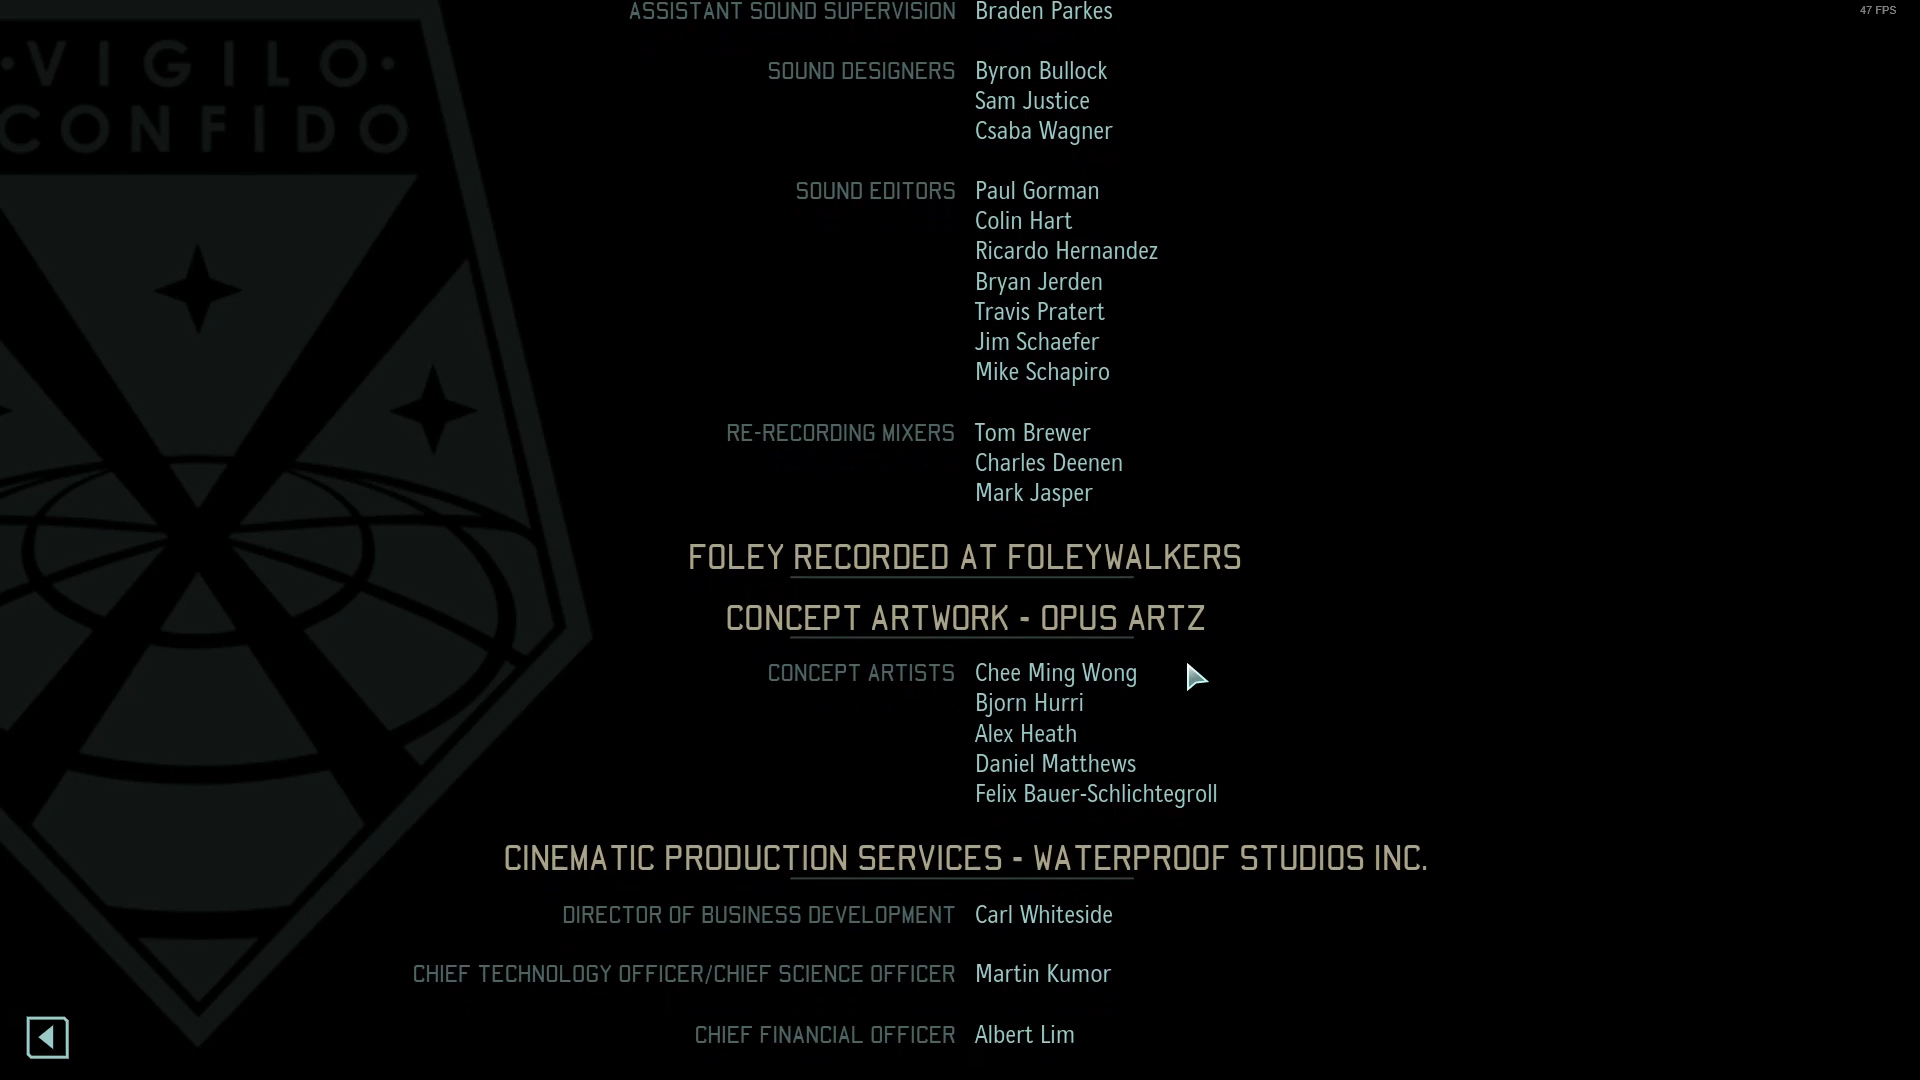 ASSISTANT SOUND SUPERVISION Braden Parkes
47 FPS
·VIGILO·
CONFIDO
SOUND DESIGNERS Byron Bullock
Sam Justice
Csaba Wagner
SOUND EDITORS Paul Gorman
Colin Hart
Ricardo Hernandez
Bryan Jerden
Travis Pratert
Jim Schaefer
Mike Schapiro
RE-RECORDING MIXERS Tom Brewer
Charles Deenen
Mark Jasper
FOLEY RECORDED AT FOLEYWALKERS
CONCEPT ARTWORK - OPUS ARTZ
CONCEPT ARTISTS Chee Ming Wong
Bjorn Hurri
Alex Heath
Daniel Matthews
Felix Bauer-Schlichtegroll
CINEMATIC PRODUCTION SERVICES - WATERPROOF STUDIOS INC.
DIRECTOR OF BUSINESS DEVELOPMENT Carl Whiteside
CHIEF TECHNOLOGY OFFICER/CHIEF SCIENCE OFFICER Martin Kumor
CHIEF FINANCIAL OFFICER Albert Lim